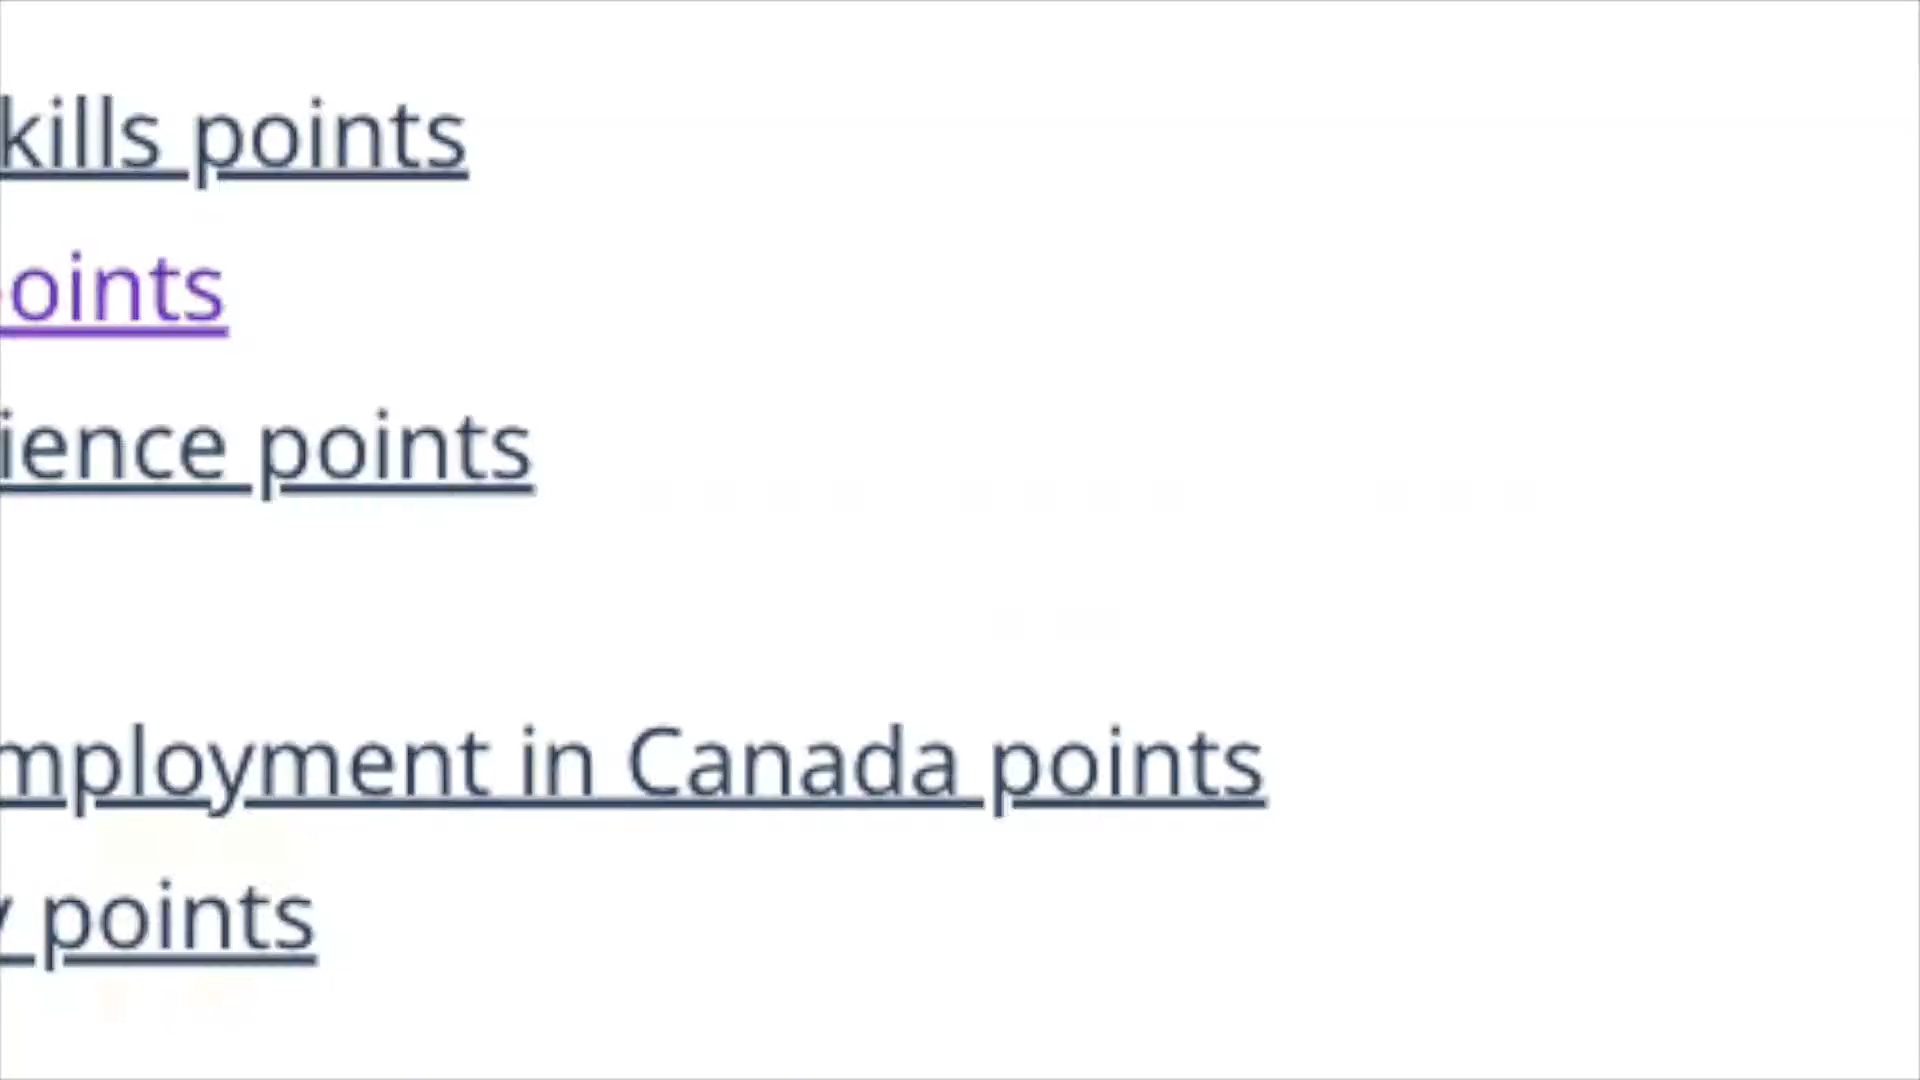 kills points
oints
ience points
mployment in Canada points
points